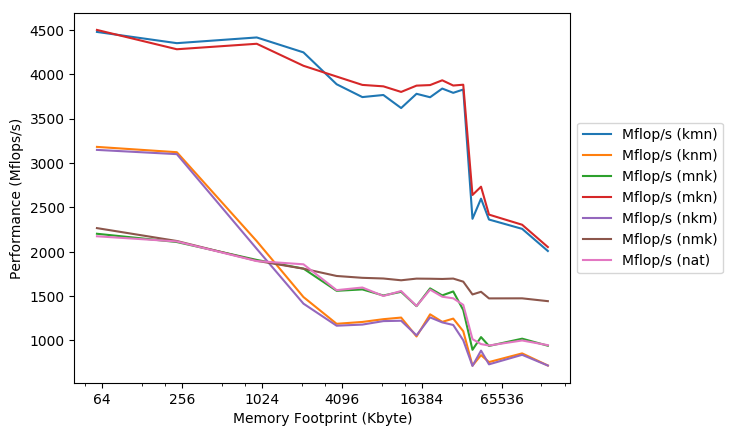 4500
4000
3500
3000
2500
2000
1500
1000
Performance (Mflops/s)
64 256 1024 4096 16384 65536
Memory Footprint (Kbyte)
Mflop/s (kmn)
Mflop/s (knm)
Mflop/s (mnk)
Mflop/s (mkn)
Mflop/s (nkm)
Mflop/s (nmk)
Mflop/s (nat)